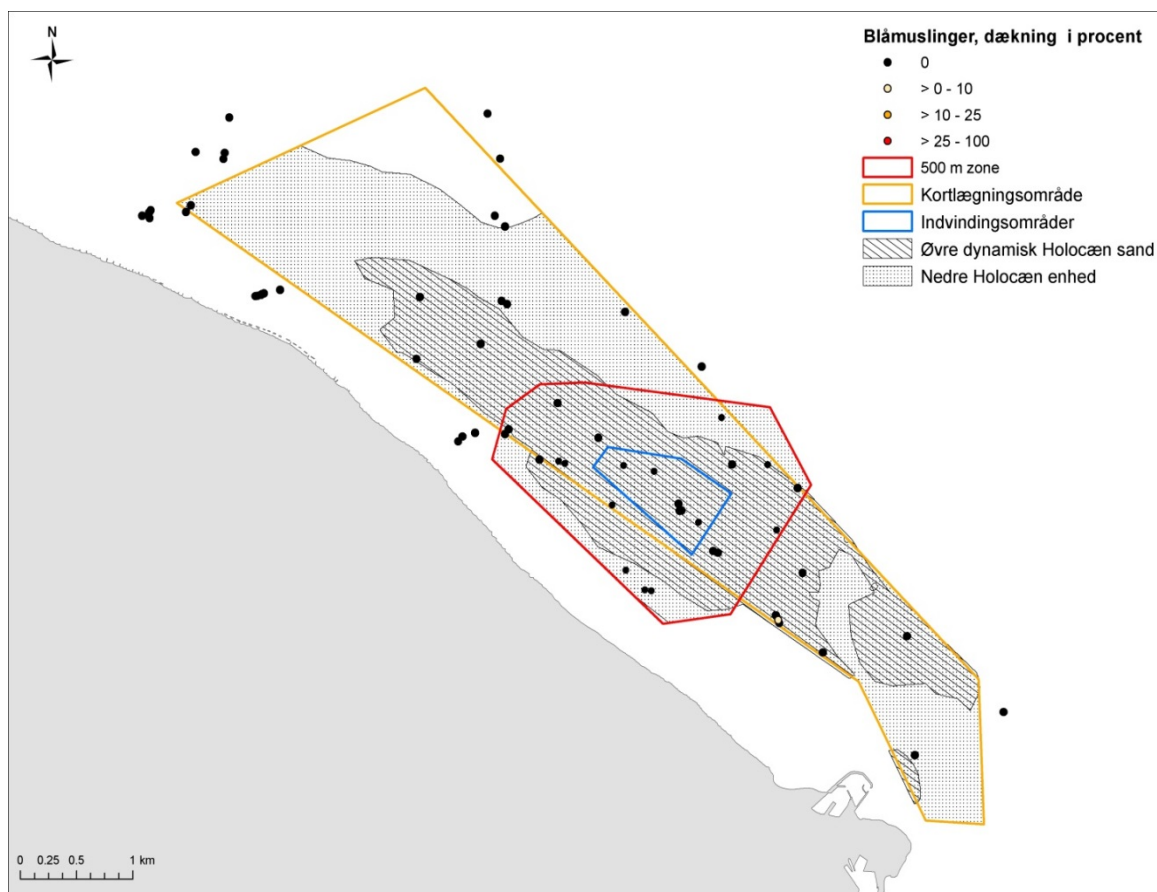 N
Blåmuslinger, dækning i procent
0
> 0 - 10
> 10 - 25
> 25 - 100
500 m zone
Kortlægningsområde
Indvindingsområder
Øvre dynamisk Holocæn sand
Nedre Holocæn enhed
0 0.25 0.5 1 km